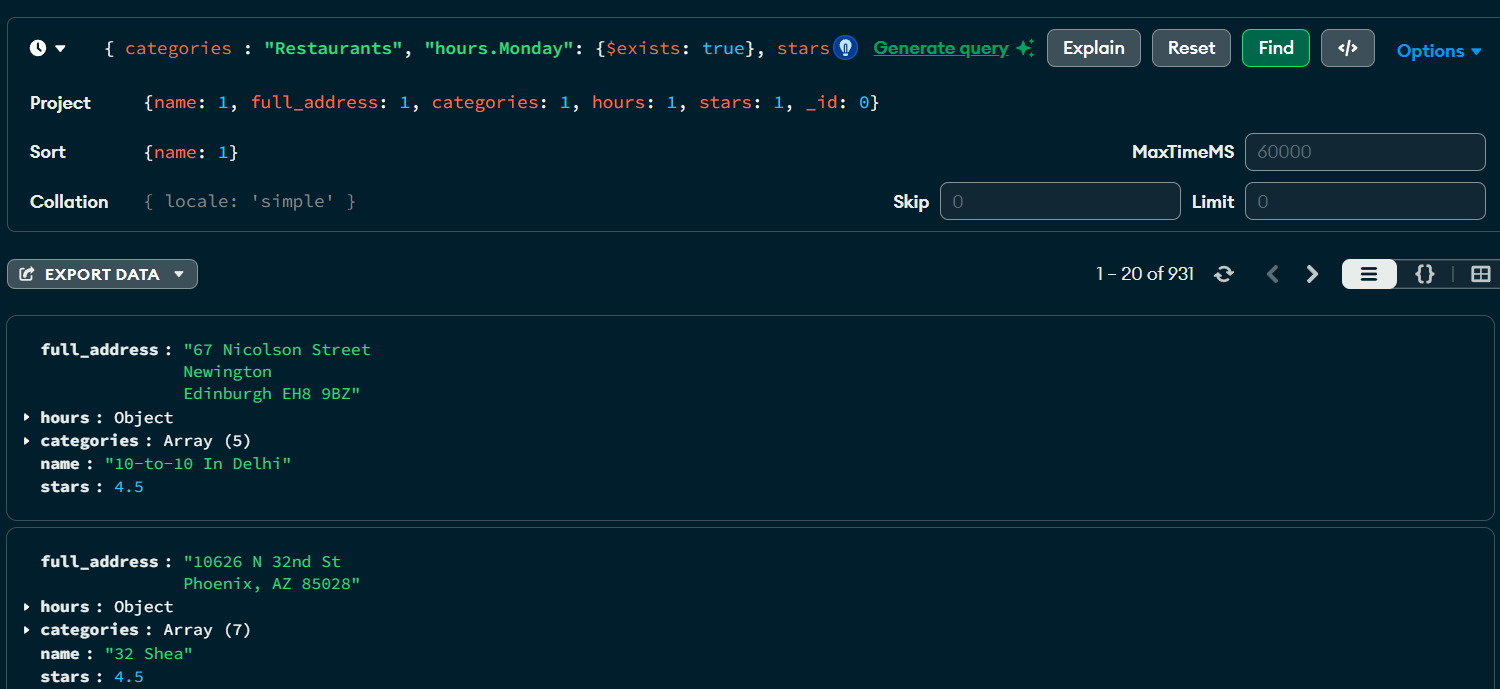 { categories : "Restaurants", "hours.Monday": {$exists: true}, stars Generate query Explain Reset Find </> Options
Project {name: 1, full_address: 1, categories: 1, hours: 1, stars: 1, _id: 0}
Sort {name: 1} MaxTimeMS 60000
Collation { locale: 'simple' } Skip 0 Limit 0
EXPORT DATA 1 – 20 of 931 {}
full_address : "67 Nicolson Street
Newington
Edinburgh EH8 9BZ"
hours : Object
categories : Array (5)
name : "10-to-10 In Delhi"
stars : 4.5
full_address : "10626 N 32nd St
Phoenix, AZ 85028"
hours : Object
categories : Array (7)
name : "32 Shea"
stars : 4.5